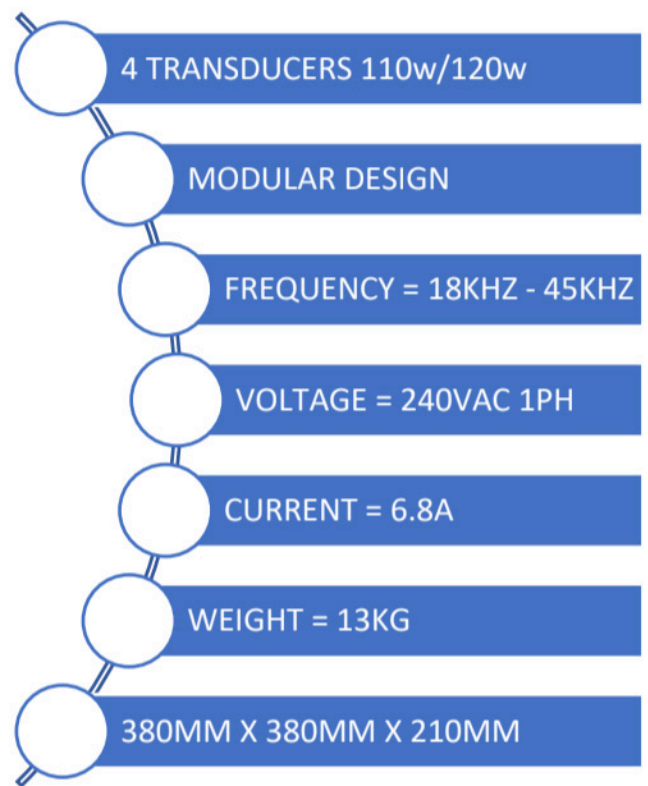 4 TRANSDUCERS 110w/120w
MODULAR DESIGN
FREQUENCY = 18KHZ - 45KHZ
VOLTAGE = 240VAC 1PH
CURRENT = 6.8A
WEIGHT = 13KG
380MM X 380MM X 210MM